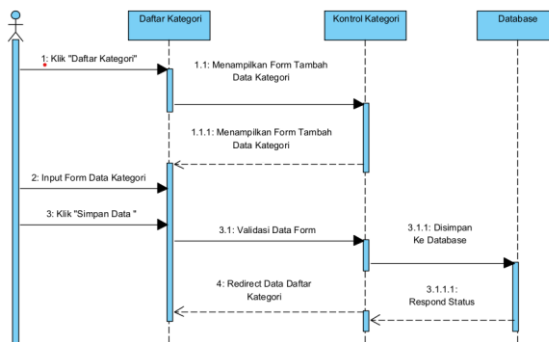 Daftar Kategori
Kontrol Kategori
Database
1: Klik "Daftar Kategori"
1.1: Menampilkan Form Tambah
Data Kategori
1.1.1: Menampilkan Form Tambah
Data Kategori
2: Input Form Data Kategori
3: Klik "Simpan Data "
3.1: Validasi Data Form
3.1.1: Disimpan
Ke Database
4: Redirect Data Daftar
Kategori
3.1.1.1:
Respond Status